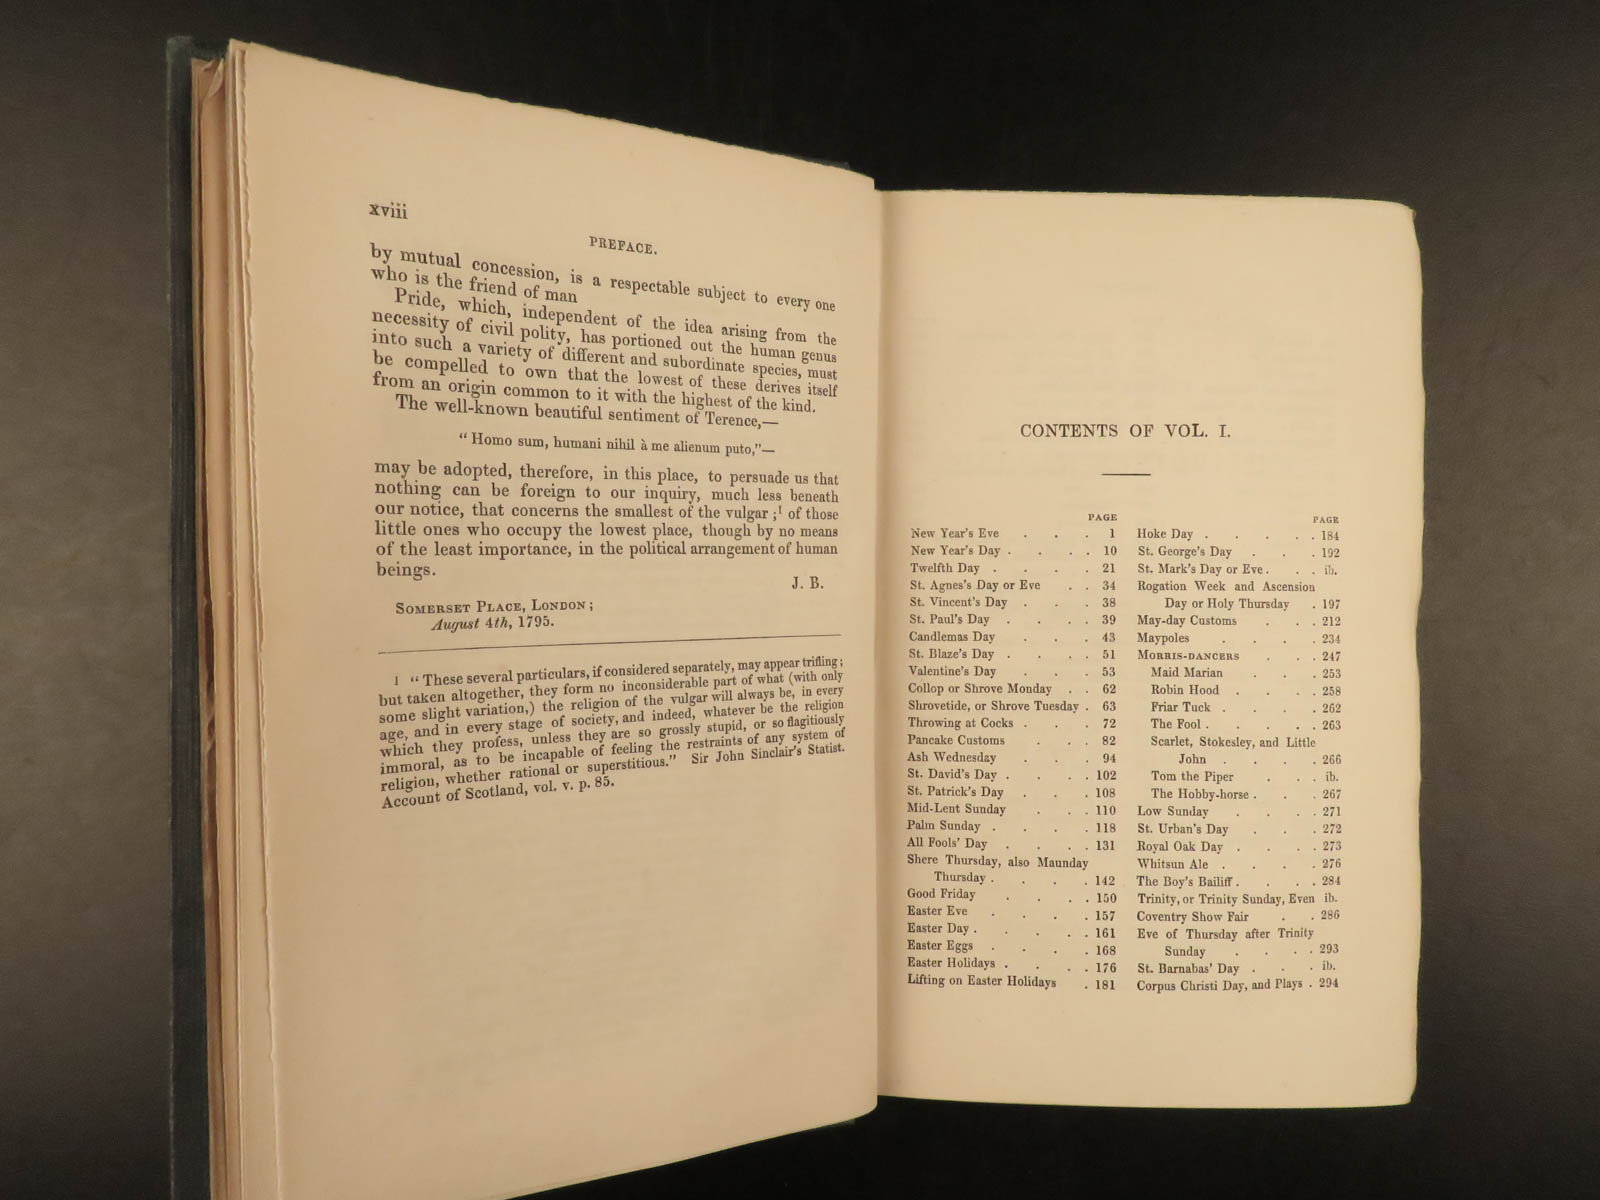 xviii
PREFACE.
by mutual concession, is a respectable subject to every one
who is the friend of man
Pride, which, independent of the idea arising from the
necessity of civil polity, has portioned out the human genus
into such a variety of different and subordinate species, must
be compelled to own that the lowest of these derives itself
from an origin common to it with the highest of the kind.
The well-known beautiful sentiment of Terence,—
“ Homo sum, humani nihil à me alienum puto,”—
may be adopted, therefore, in this place, to persuade us that
nothing can be foreign to our inquiry, much less beneath
our notice, that concerns the smallest of the vulgar ;¹ of those
little ones who occupy the lowest place, though by no means
of the least importance, in the political arrangement of human
beings.
J. B.
SOMERSET PLACE, LONDON ;
August 4th, 1795.
1 “ These several particulars, if considered separately, may appear trifling ;
but taken altogether, they form no inconsiderable part of what (with only
some slight variation,) the religion of the vulgar will always be, in every
age, and in every stage of society, and indeed, whatever be the religion
which they profess, unless they are so grossly stupid, or so flagitiously
immoral, as to be incapable of feeling the restraints of any system of
religion, whether rational or superstitious.” Sir John Sinclair's Statist.
Account of Scotland, vol. v. p. 85.
CONTENTS OF VOL. I.
PAGE
New Year's Eve . . . 1
New Year's Day . . . . 10
Twelfth Day . . . . 21
St. Agnes's Day or Eve . . 34
St. Vincent's Day . . . 38
St. Paul's Day . . . . 39
Candlemas Day . . . 43
St. Blaze's Day . . . . 51
Valentine's Day . . . 53
Collop or Shrove Monday . . 62
Shrovetide, or Shrove Tuesday . 63
Throwing at Cocks . . . 72
Pancake Customs . . . 82
Ash Wednesday . . . 94
St. David's Day . . . . 102
St. Patrick's Day . . . 108
Mid-Lent Sunday . . . 110
Palm Sunday . . . . 118
All Fools' Day . . . . 131
Shere Thursday, also Maunday
Thursday . . . . 142
Good Friday . . . . 150
Easter Eve . . . . 157
Easter Day . . . . . 161
Easter Eggs . . . . 168
Easter Holidays . . . . 176
Lifting on Easter Holidays . 181
PAGE
Hoke Day . . . . . . 184
St. George's Day . . . 192
St. Mark's Day or Eve . . . ib.
Rogation Week and Ascension
Day or Holy Thursday . 197
May-day Customs . . . 212
Maypoles . . . . 234
MORRIS-DANCERS . . . 247
Maid Marian . . . 253
Robin Hood . . . . 258
Friar Tuck . . . . 262
The Fool . . . . . 263
Scarlet, Stokesley, and Little
John . . . . 266
Tom the Piper . . . ib.
The Hobby-horse . . . 267
Low Sunday . . . . 271
St. Urban's Day . . . 272
Royal Oak Day . . . . 273
Whitsun Ale . . . . 276
The Boy's Bailiff . . . . 284
Trinity, or Trinity Sunday, Even ib.
Coventry Show Fair . . 286
Eve of Thursday after Trinity
Sunday . . . . 293
St. Barnabas' Day . . . ib.
Corpus Christi Day, and Plays . 294